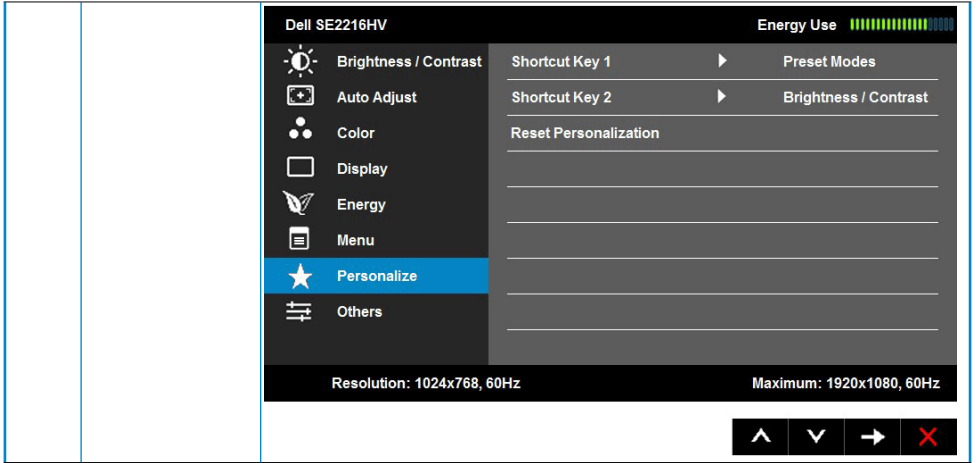 Dell SE2216HV Energy Use
Brightness / Contrast Shortcut Key 1 Preset Modes
Auto Adjust Shortcut Key 2 Brightness / Contrast
Color Reset Personalization
Display
Energy
Menu
Personalize
Others
Resolution: 1024x768, 60Hz Maximum: 1920x1080, 60Hz